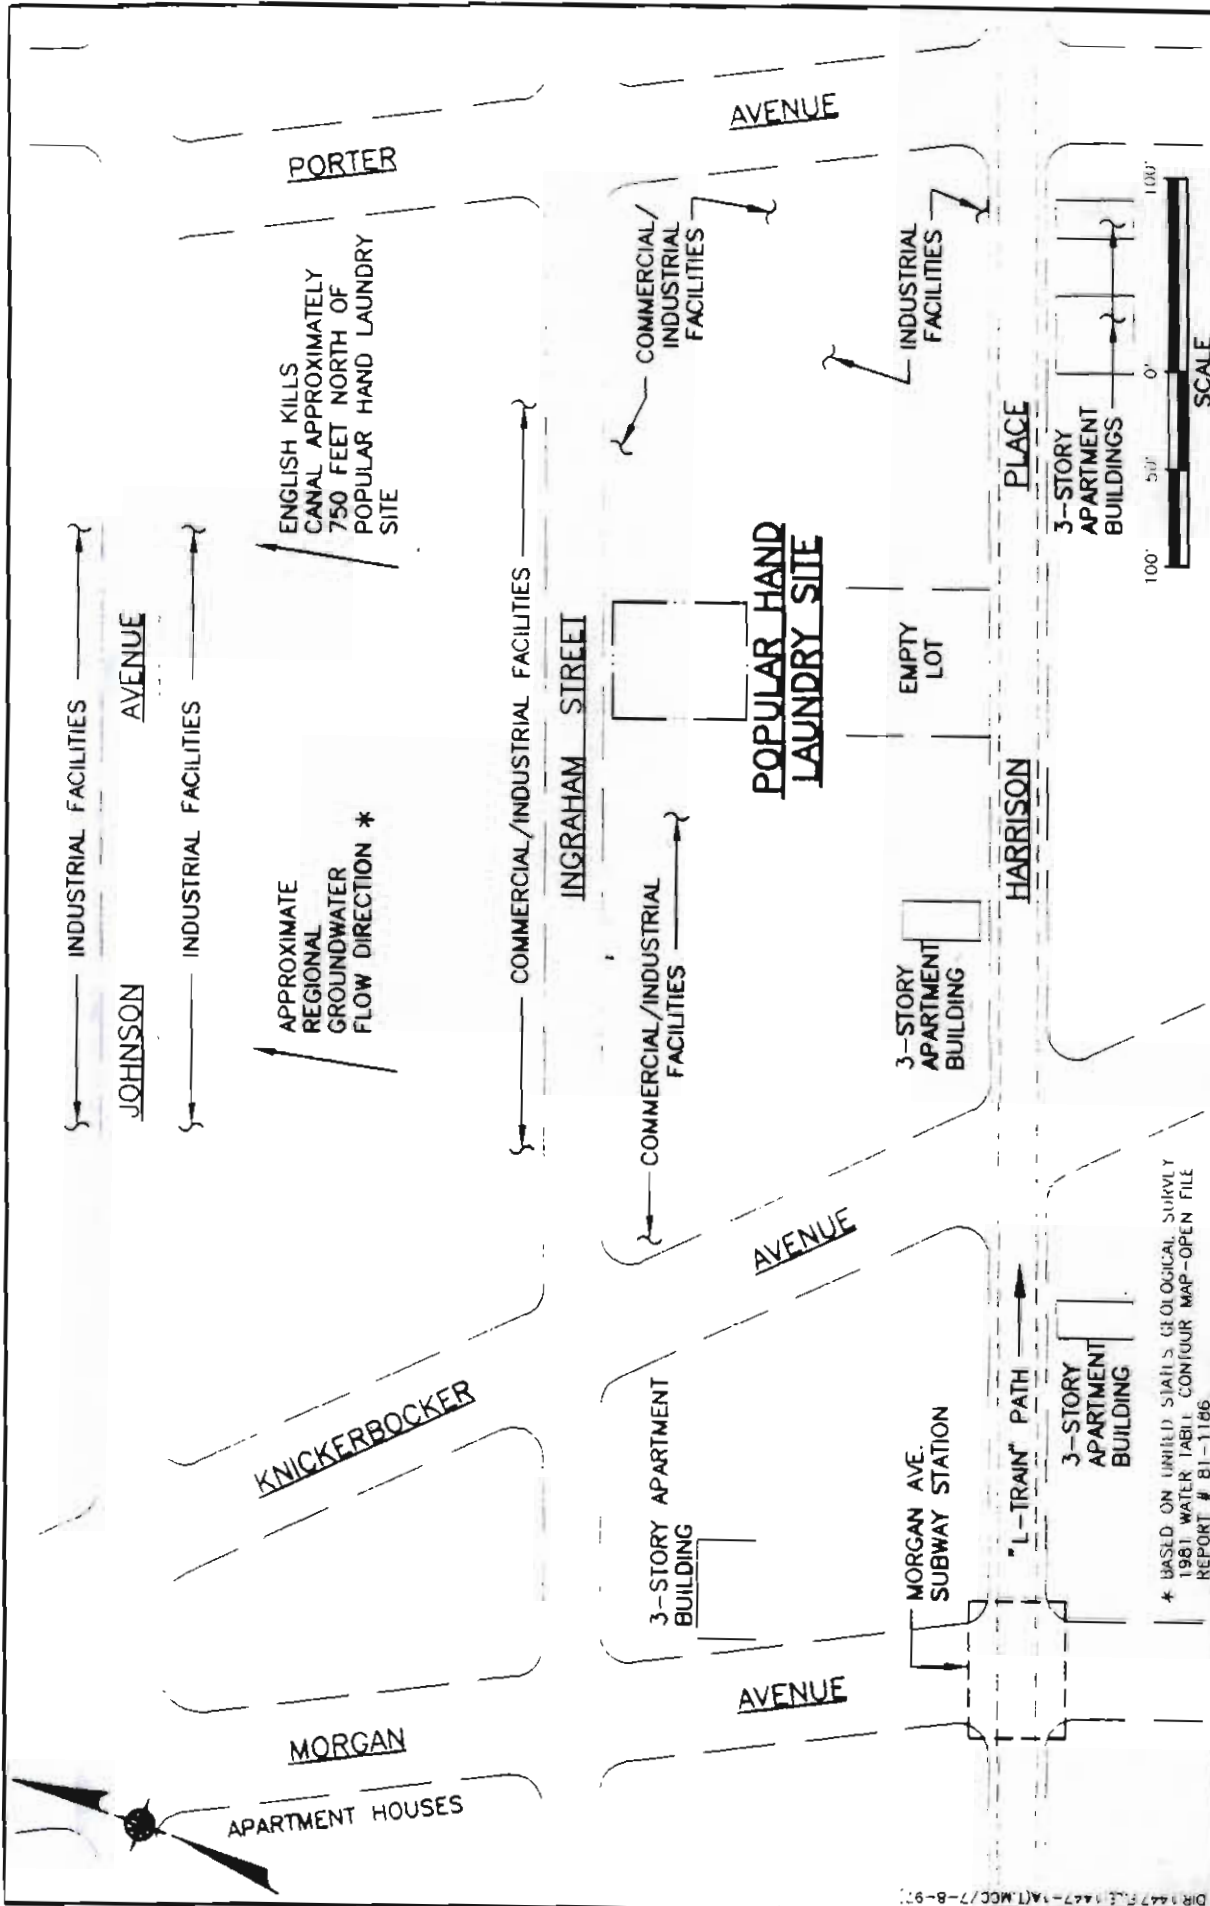 INDUSTRIAL FACILITIES
JOHNSON AVENUE
INDUSTRIAL FACILITIES
APPROXIMATE
REGIONAL
GROUNDWATER
FLOW DIRECTION *
ENGLISH KILLS
CANAL APPROXIMATELY
750 FEET NORTH OF
POPULAR HAND LAUNDRY
SITE
PORTER AVENUE
MORGAN AVENUE
APARTMENT HOUSES
KNICKERBOCKER AVENUE
COMMERCIAL/INDUSTRIAL FACILITIES
INGRAHAM STREET
3-STORY APARTMENT
BUILDING
COMMERCIAL/INDUSTRIAL
FACILITIES
COMMERCIAL/
INDUSTRIAL
FACILITIES
POPULAR HAND
LAUNDRY SITE
MORGAN AVE.
SUBWAY STATION
3-STORY
APARTMENT
BUILDING
EMPTY
LOT
INDUSTRIAL
FACILITIES
"L-TRAIN" PATH
HARRISON PLACE
3-STORY
APARTMENT
BUILDING
3-STORY
APARTMENT
BUILDINGS
100' 50' 0' 100'
SCALE
* BASED ON UNITED STATES GEOLOGICAL SURVEY
1981 WATER TABLE CONTOUR MAP-OPEN FILE
REPORT # 81-1186